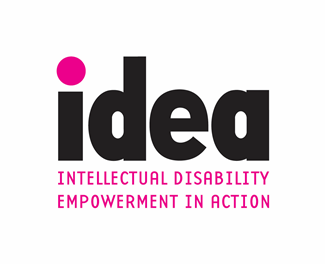 idea
INTELLECTUAL DISABILITY
EMPOWERMENT IN ACTION